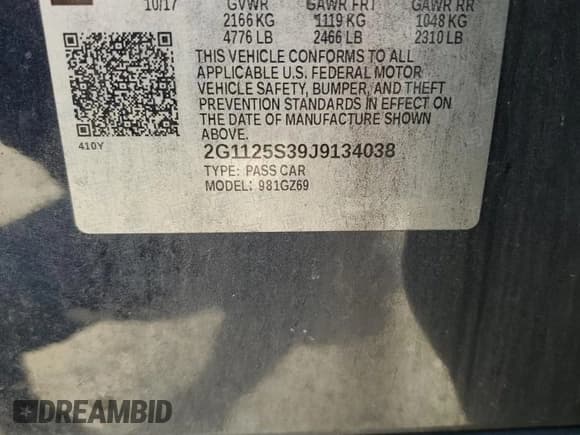 10/17 GVWR GAWR FRT GAWR RR
2166 KG 1119 KG 1048 KG
4776 LB 2466 LB 2310 LB
THIS VEHICLE CONFORMS TO ALL
APPLICABLE U.S. FEDERAL MOTOR
VEHICLE SAFETY, BUMPER, AND THEFT
PREVENTION STANDARDS IN EFFECT ON
THE DATE OF MANUFACTURE SHOWN ABOVE.
410Y
2G1125S39J9134038
TYPE: PASS CAR
MODEL: 981GZ69
DREAMBID